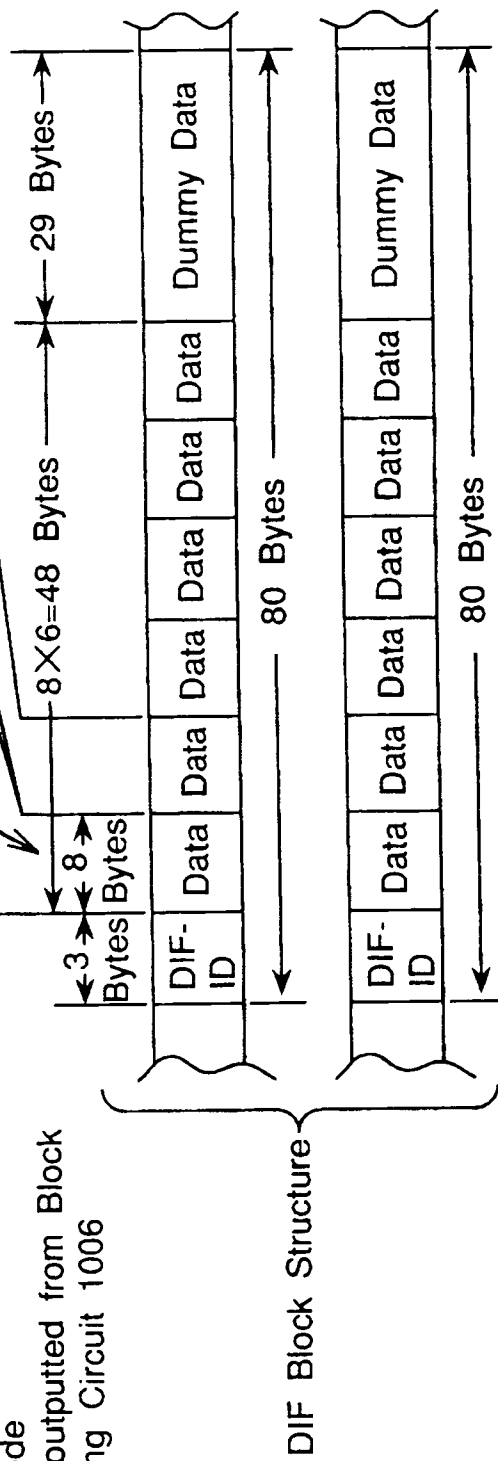 de
outputted from Block
ng Circuit 1006
3 Bytes
8 Bytes
8×6=48 Bytes
29 Bytes
DIF-ID
Data
Data
Data
Data
Data
Data
Dummy Data
80 Bytes
DIF Block Structure
DIF-ID
Data
Data
Data
Data
Data
Data
Dummy Data
80 Bytes